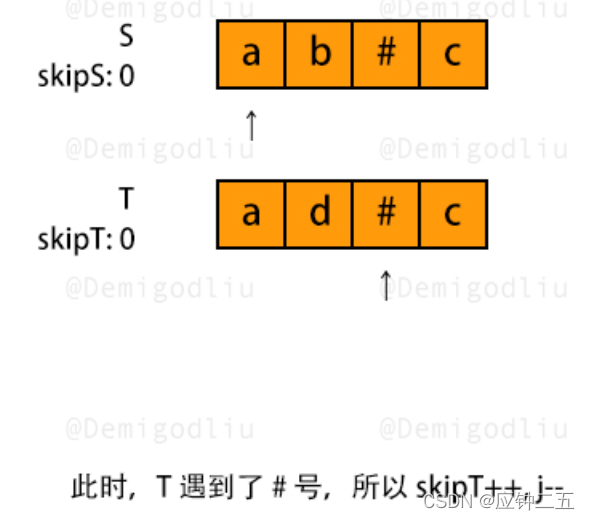 @Demigodliu @Demigodliu
S
a b # c
skipS: 0
↑
@Demigodliu @Demigodliu
T
a d # c
skipT: 0
↑
@Demigodliu @Demigodliu
@Demigodliu @Demigodliu
此时，T 遇到了 # 号，所以 skipT++, j--
CSDN @应钟二五